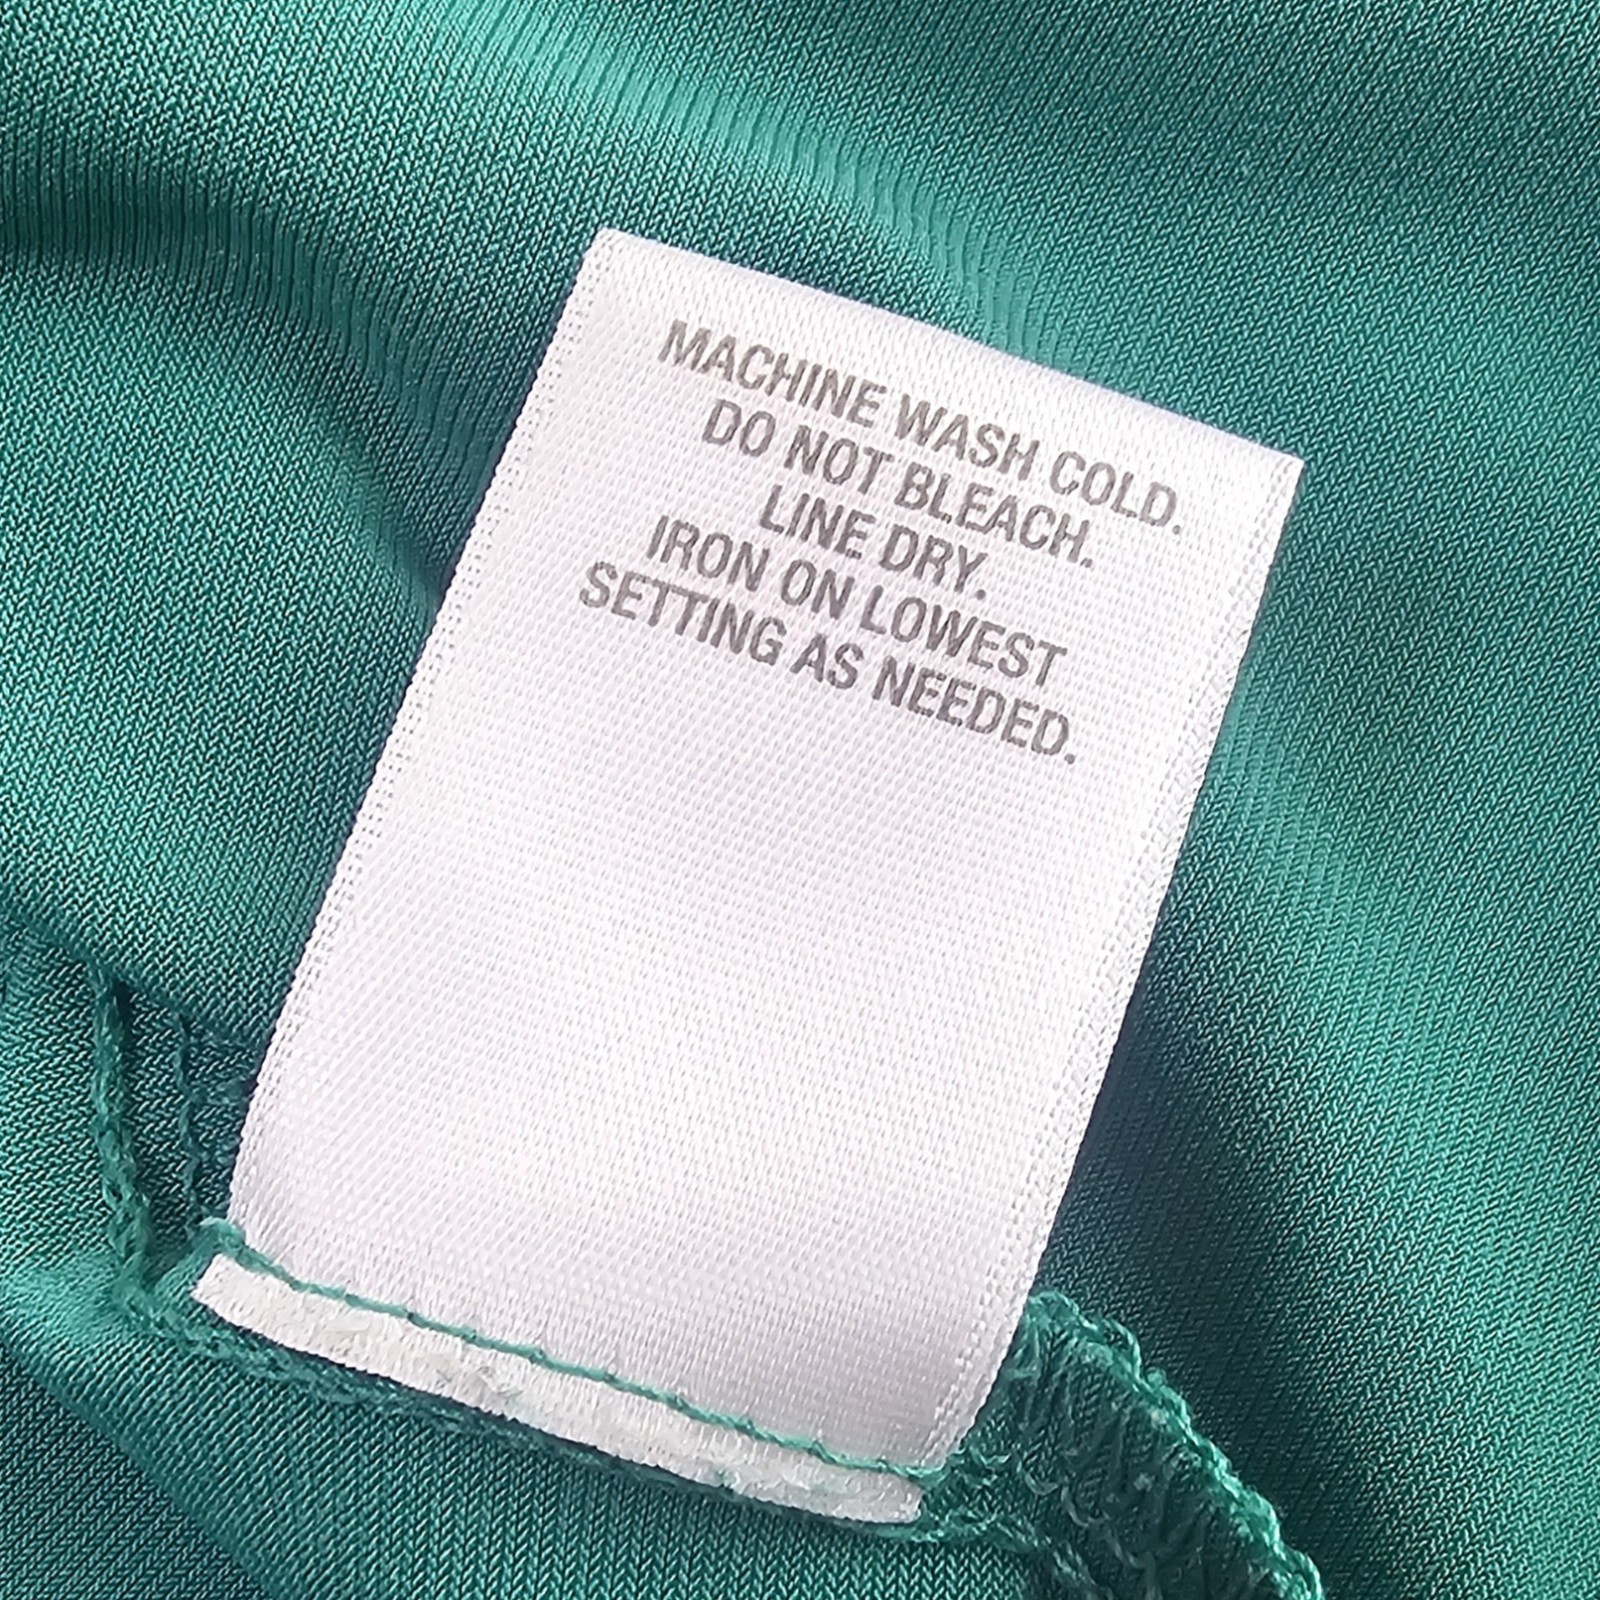 MACHINE WASH COLD.
DO NOT BLEACH.
LINE DRY.
IRON ON LOWEST
SETTING AS NEEDED.